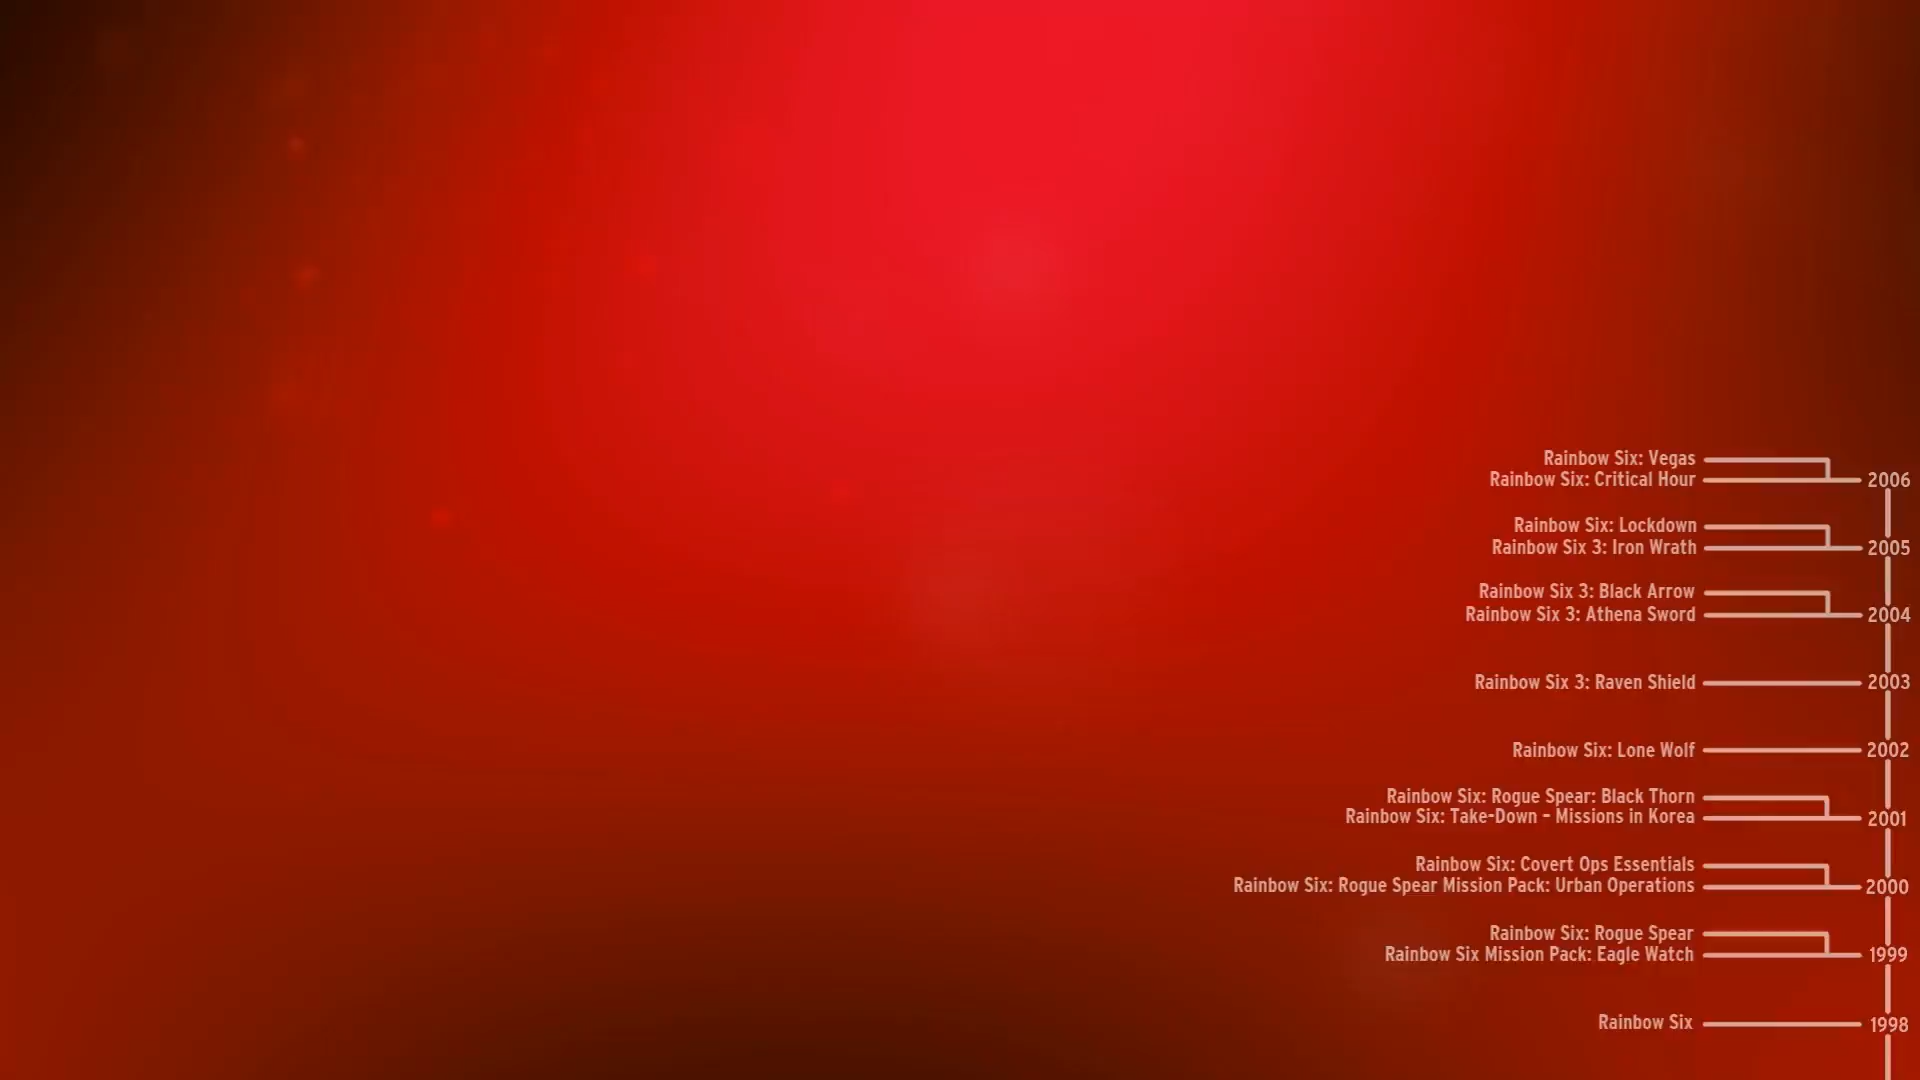 Rainbow Six: Vegas
Rainbow Six: Critical Hour 2006
Rainbow Six: Lockdown
Rainbow Six 3: Iron Wrath 2005
Rainbow Six 3: Black Arrow
Rainbow Six 3: Athena Sword 2004
Rainbow Six 3: Raven Shield 2003
Rainbow Six: Lone Wolf 2002
Rainbow Six: Rogue Spear: Black Thorn
Rainbow Six: Take-Down – Missions in Korea 2001
Rainbow Six: Covert Ops Essentials
Rainbow Six: Rogue Spear Mission Pack: Urban Operations 2000
Rainbow Six: Rogue Spear
Rainbow Six Mission Pack: Eagle Watch 1999
Rainbow Six 1998